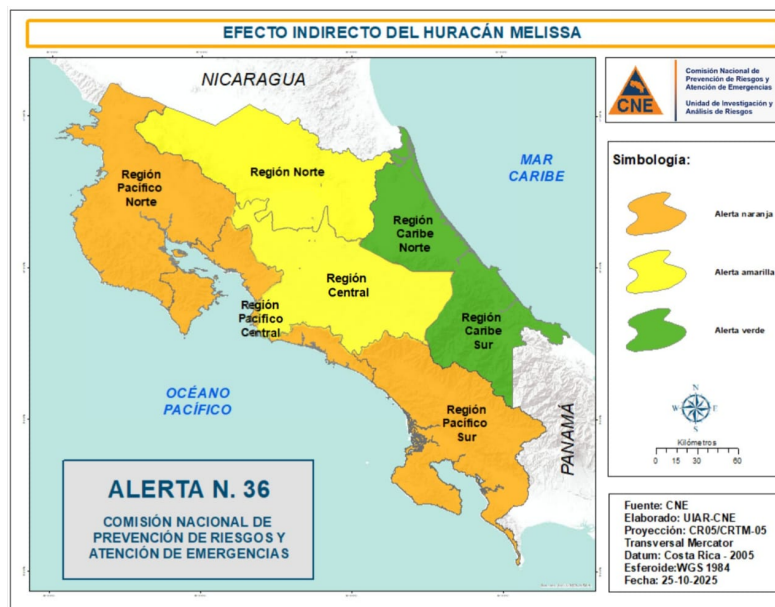 EFECTO INDIRECTO DEL HURACÁN MELISSA
NICARAGUA
MAR
CARIBE
Región Norte
Región
Pacífico
Norte
Región
Caribe
Norte
Región
Central
Región
Pacífico
Central
Región
Caribe
Sur
OCÉANO
PACÍFICO
Región
Pacífico
Sur
PANAMÁ
ALERTA N. 36
COMISIÓN NACIONAL DE
PREVENCIÓN DE RIESGOS Y
ATENCIÓN DE EMERGENCIAS
CNE
Comisión Nacional de
Prevención de Riesgos y
Atención de Emergencias
Unidad de Investigación y
Análisis de Riesgos
Simbología:
Alerta naranja
Alerta amarilla
Alerta verde
N
W E
S
Kilómetros
0 15 30 60
Fuente: CNE
Elaborado: UIAR-CNE
Proyección: CR05/CRTM-05
Transversal Mercator
Datum: Costa Rica - 2005
Esferoide:WGS 1984
Fecha: 25-10-2025